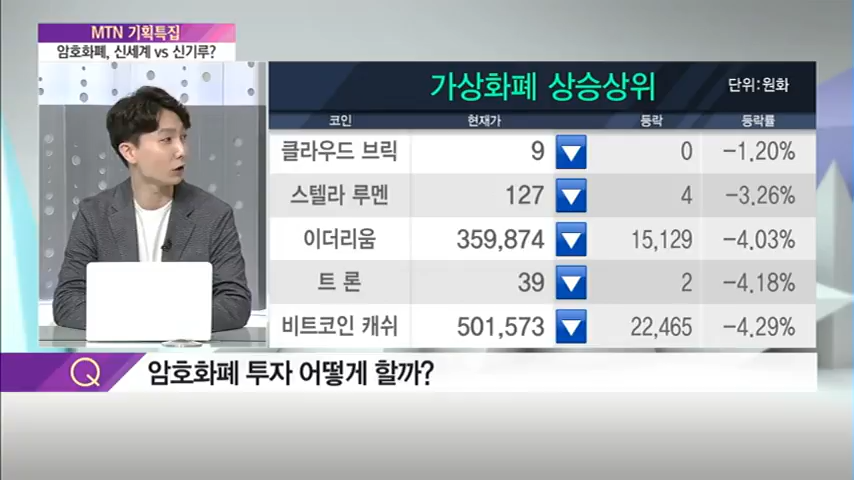 MTN 기획특집
암호화폐, 신세계 vs 신기루?
가상화폐 상승상위
단위:원화
코인 현재가 등락 등락률
클라우드 브릭 9 ▼ 0 -1.20%
스텔라 루멘 127 ▼ 4 -3.26%
이더리움 359,874 ▼ 15,129 -4.03%
트 론 39 ▼ 2 -4.18%
비트코인 캐쉬 501,573 ▼ 22,465 -4.29%
Q 암호화폐 투자 어떻게 할까?